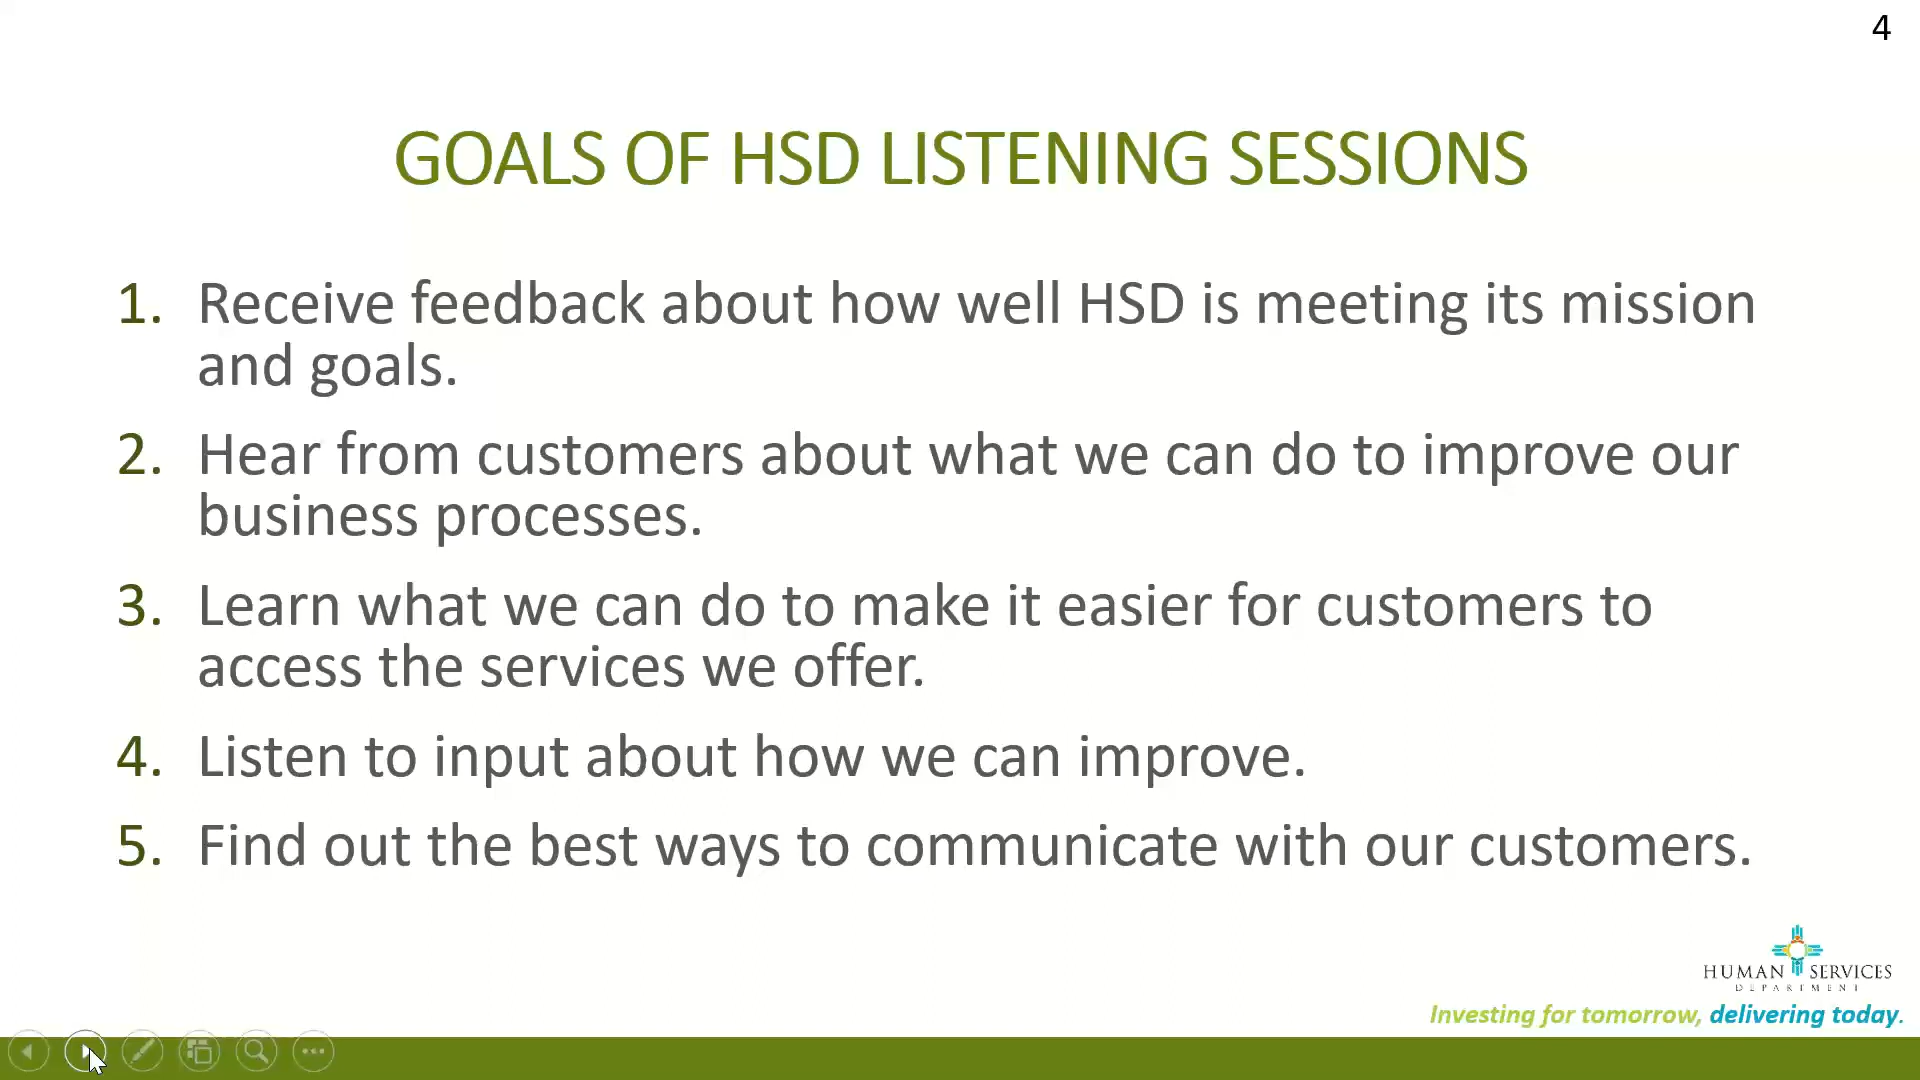 4
GOALS OF HSD LISTENING SESSIONS
1. Receive feedback about how well HSD is meeting its mission
and goals.
2. Hear from customers about what we can do to improve our
business processes.
3. Learn what we can do to make it easier for customers to
access the services we offer.
4. Listen to input about how we can improve.
5. Find out the best ways to communicate with our customers.
HUMAN SERVICES
DEPARTMENT
Investing for tomorrow, delivering today.